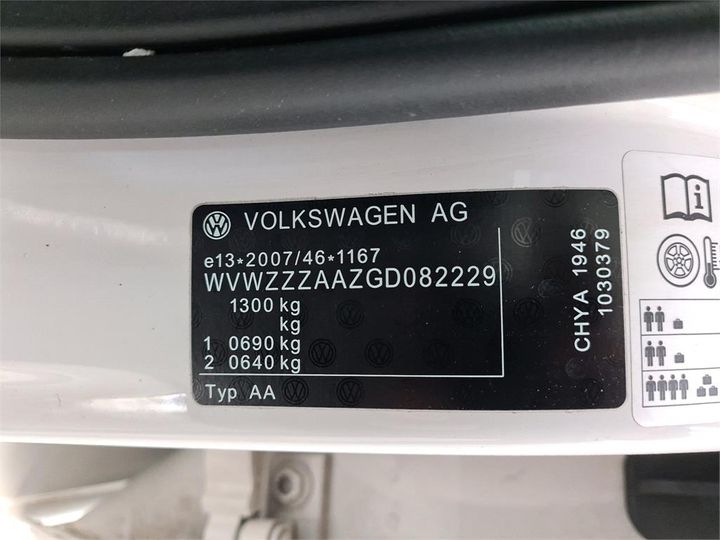 VOLKSWAGEN AG
e13*2007/46*1167
WVWZZZAAZGD082229
1300 kg
kg
1 0690 kg
2 0640 kg
Typ AA
CHYA 1946
1030379